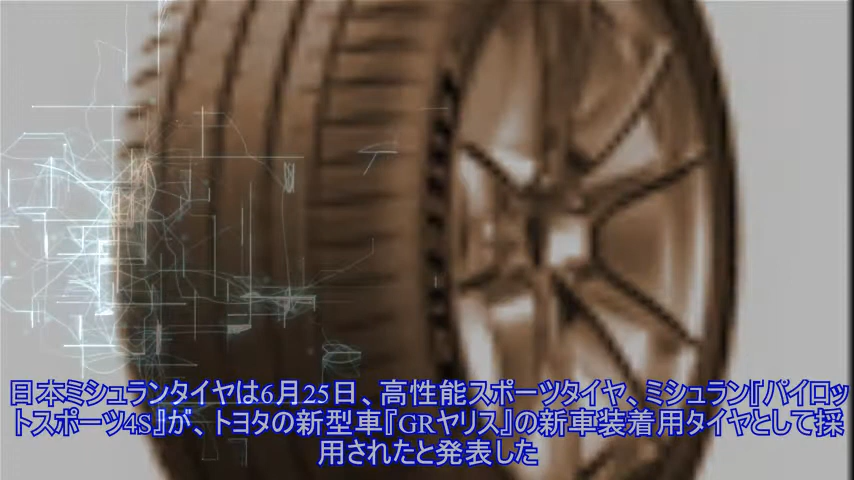 日本ミシュランタイヤは6月25日、高性能スポーツタイヤ、ミシュラン『パイロッ
トスポーツ4S』が、トヨタの新型車『GRヤリス』の新車装着用タイヤとして採
用されたと発表した